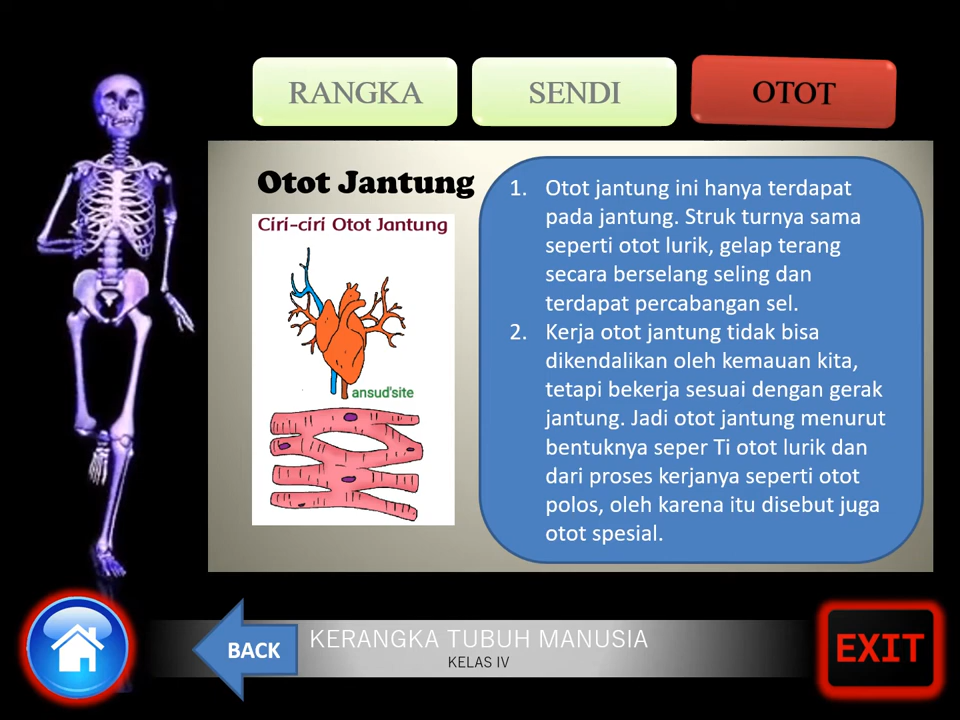 RANGKA
SENDI
OTOT
Otot Jantung
Ciri-ciri Otot Jantung
ansud'site
1. Otot jantung ini hanya terdapat
pada jantung. Struk turnya sama
seperti otot lurik, gelap terang
secara berselang seling dan
terdapat percabangan sel.
2. Kerja otot jantung tidak bisa
dikendalikan oleh kemauan kita,
tetapi bekerja sesuai dengan gerak
jantung. Jadi otot jantung menurut
bentuknya seper Ti otot lurik dan
dari proses kerjanya seperti otot
polos, oleh karena itu disebut juga
otot spesial.
BACK
KERANGKA TUBUH MANUSIA
KELAS IV
EXIT